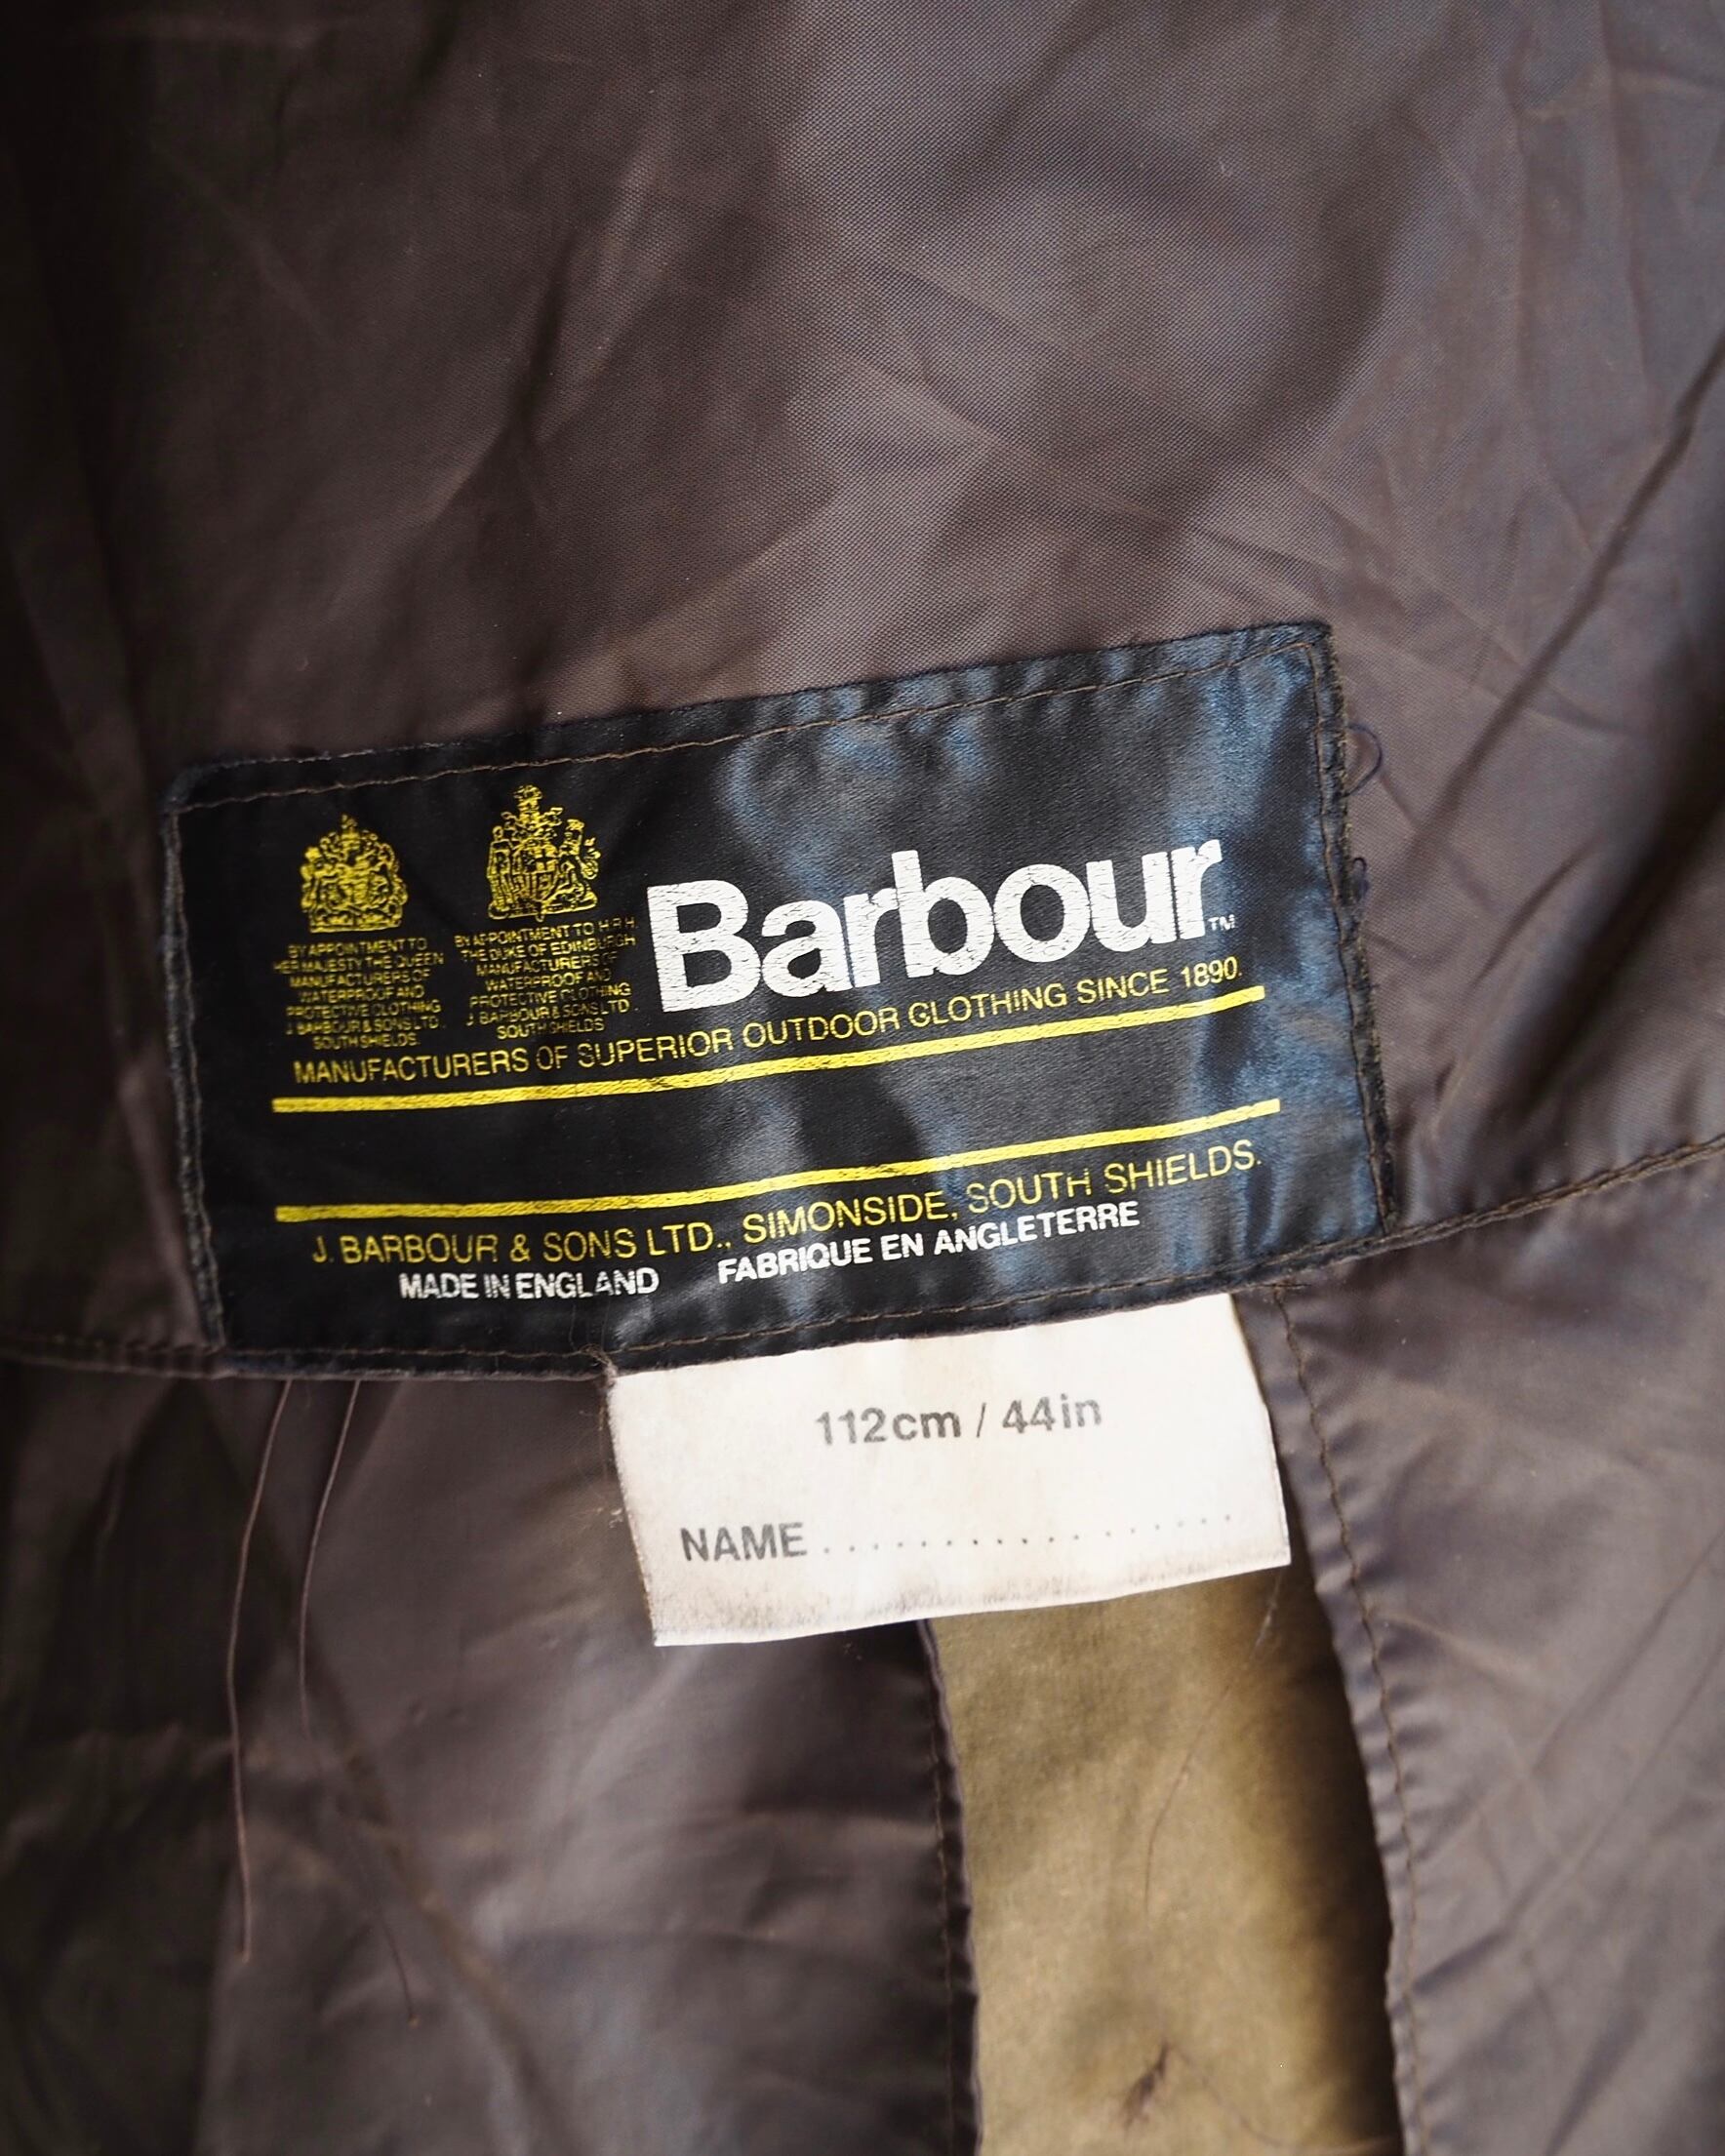 BY APPOINTMENT TO
HER MAJESTY THE QUEEN
MANUFACTURERS OF
WATERPROOF AND
PROTECTIVE CLOTHING
J BARBOUR & SONS LTD.
SOUTH SHIELDS.
BY APPOINTMENT TO H.R.H.
THE DUKE OF EDINBURGH
MANUFACTURERS OF
WATERPROOF AND
PROTECTIVE CLOTHING
J BARBOUR & SONS LTD.
SOUTH SHIELDS
Barbour™
MANUFACTURERS OF SUPERIOR OUTDOOR CLOTHING SINCE 1890.
J. BARBOUR & SONS LTD., SIMONSIDE, SOUTH SHIELDS.
MADE IN ENGLAND FABRIQUE EN ANGLETERRE
112cm / 44in
NAME..................